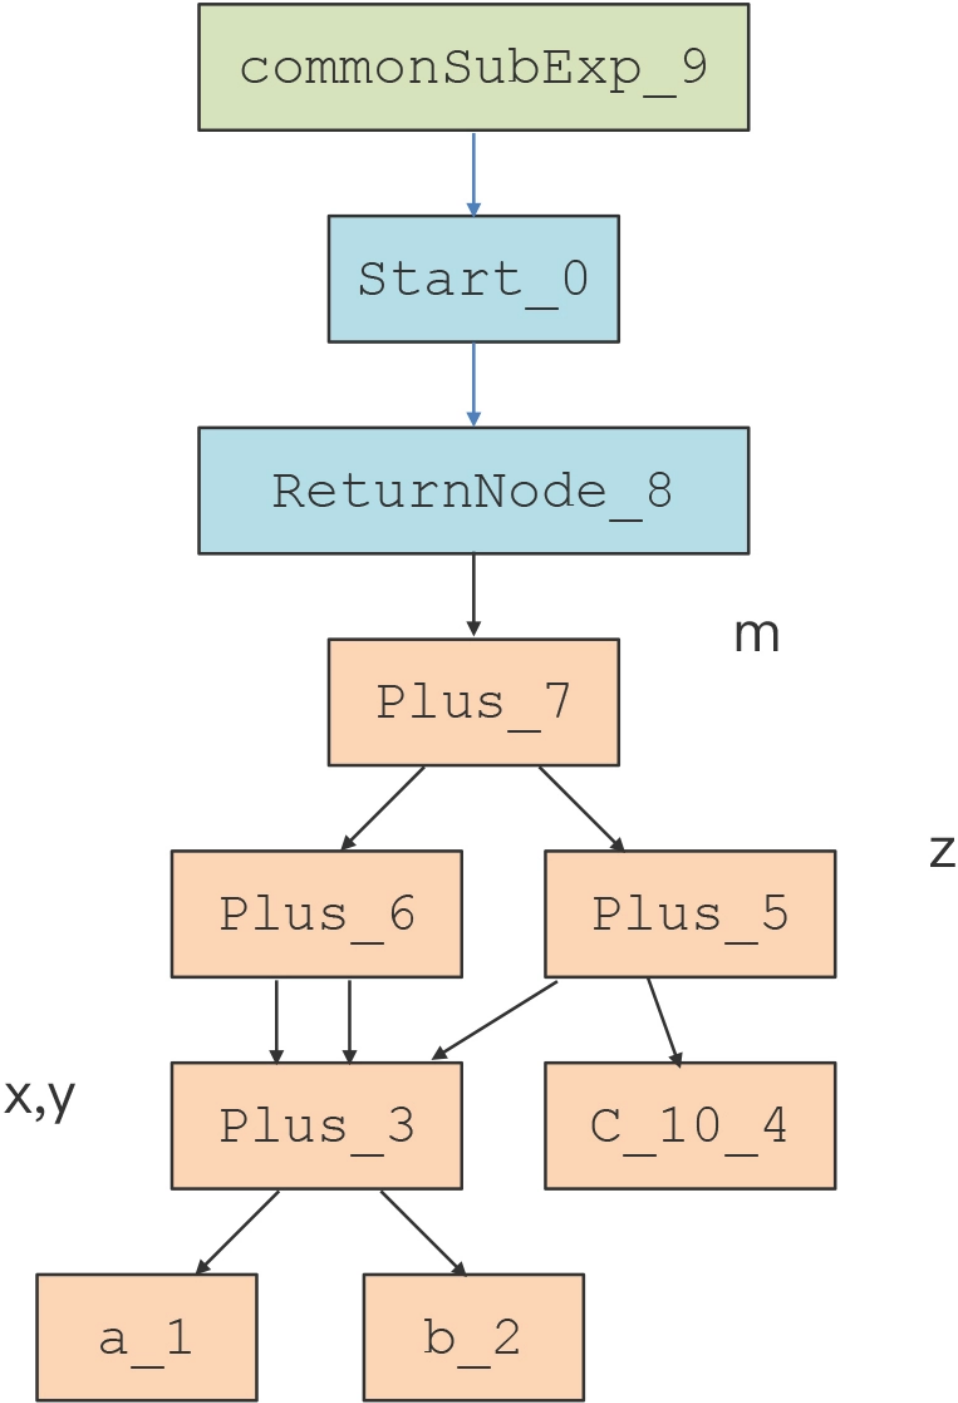 commonSubExp_9
Start_0
ReturnNode_8
m
Plus_7
z
Plus_6
Plus_5
x,y
Plus_3
C_10_4
a_1
b_2